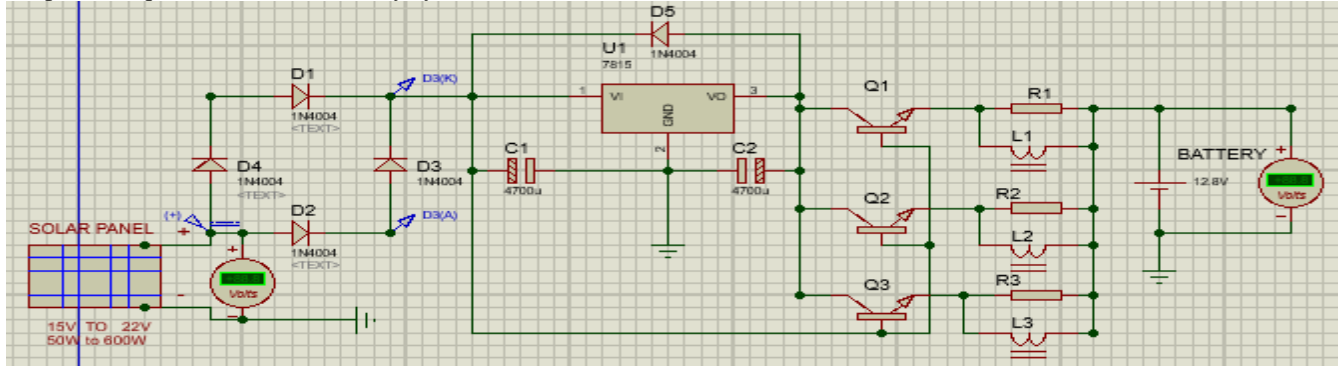 D5
1N4004
U1
7815
D1
1N4004
<TEXT>
D3(K)
1
VI
VO
3
GND
2
Q1
R1
L1
C1
4700u
C2
4700u
D4
1N4004
<TEXT>
D3
1N4004
BATTERY
12.8V
+
Volts
-
Q2
R2
L2
(+)
D2
1N4004
<TEXT>
D3(A)
SOLAR PANEL
+
-
+
Volts
-
15V TO 22V
50W to 600W
Q3
R3
L3